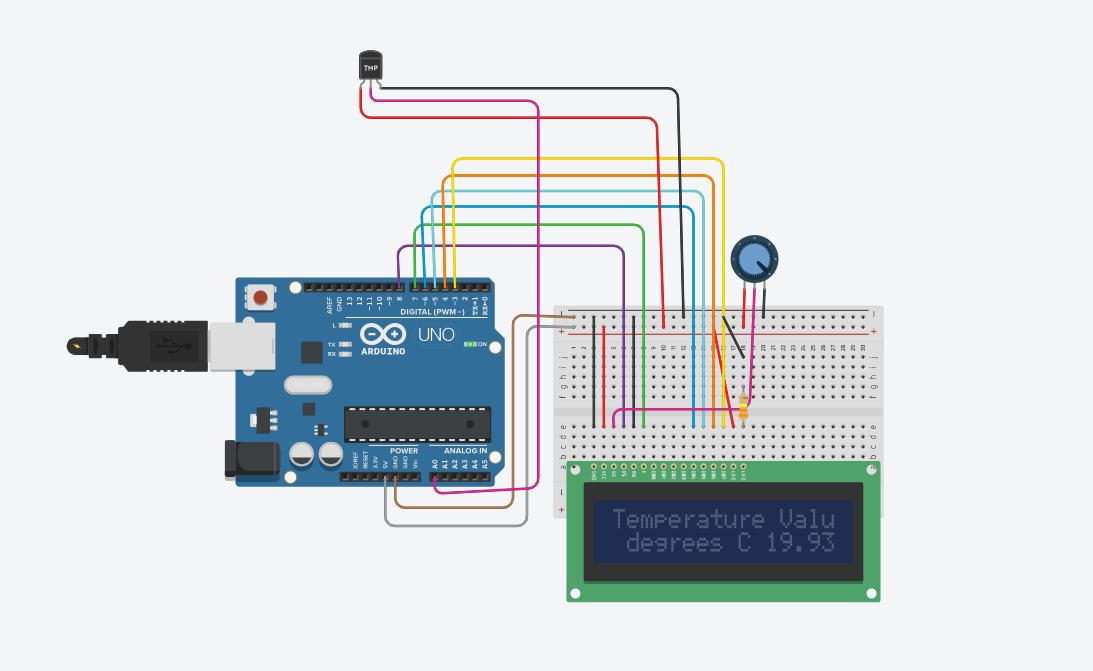 TMP
AREF
GND
13
12
~11
~10
~9
8
7
~6
~5
4
~3
2
TX→1
RX←0
DIGITAL (PWM~)
L
TX
RX
UNO
ON
ARDUINO
POWER
ANALOG IN
IOREF
RESET
3.3V
5V
GND
GND
Vin
A0
A1
A2
A3
A4
A5
j
i
h
g
f
e
d
c
b
a
Temperature Valu
degrees C 19.93